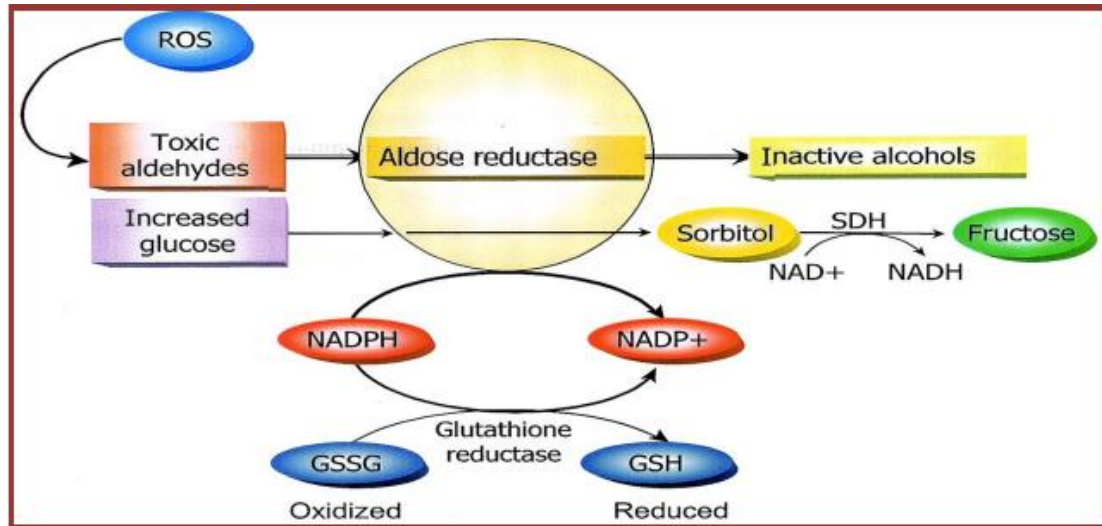 ROS
Toxic
aldehydes
Aldose reductase
Inactive alcohols
Increased
glucose
Sorbitol
SDH
Fructose
NAD+
NADH
NADPH
NADP+
Glutathione
reductase
GSSG
GSH
Oxidized
Reduced